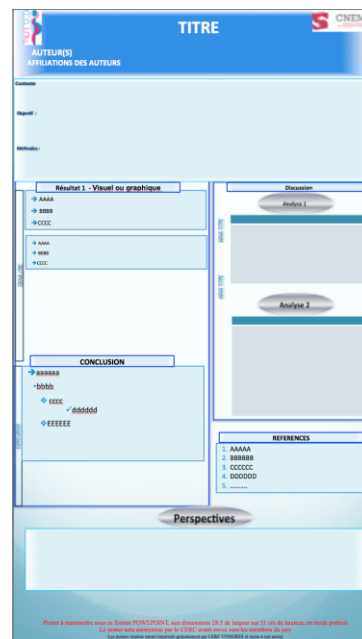 TITRE
CNEM
AUTEUR(S)
AFFILIATIONS DES AUTEURS
Contexte
Objectif :
Méthodes :
Résultat 1 - Visuel ou graphique
AAAA
BBBB
CCCC
AAAA
BBBB
CCCC
CONCLUSION
aaaaaa
bbbb
cccc
dddddd
EEEEEE
Discussion
Analyse 1
Analyse 2
REFERENCES
1. AAAAA
2. BBBBBB
3. CCCCCC
4. DDDDDD
5. ........
Perspectives
Poster à transmettre sous ce format POWEPOINT, aux dimensions 28.5 de largeur sur 51 cm de hauteur, en mode portrait
Le poster sera anonymisé par le CERC avant envoi vers les membres du jury